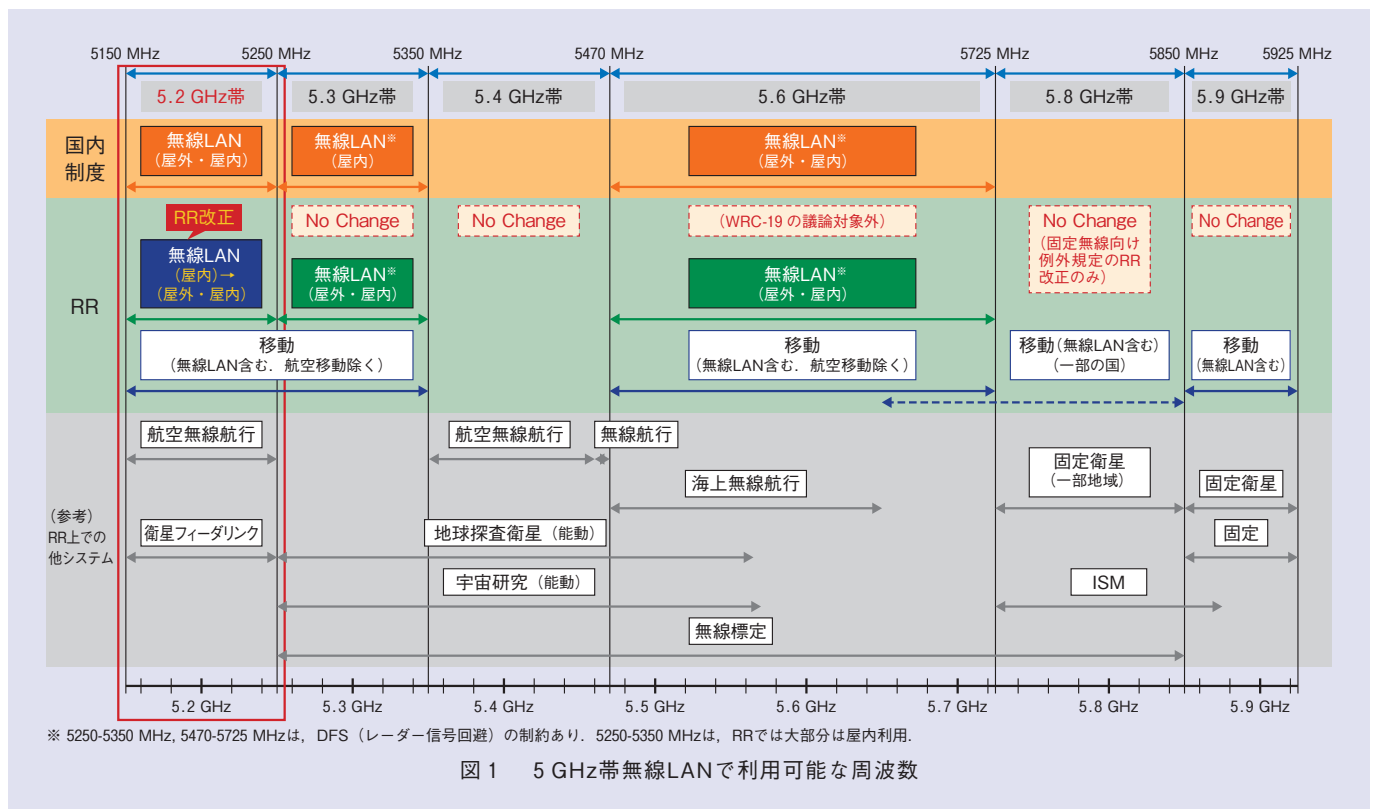 5150 MHz 5250 MHz 5350 MHz 5470 MHz 5725 MHz 5850 MHz 5925 MHz
5.2 GHz帯 5.3 GHz帯 5.4 GHz帯 5.6 GHz帯 5.8 GHz帯 5.9 GHz帯
国内
制度
無線LAN
(屋外・屋内)
無線LAN※
(屋内)
無線LAN※
(屋外・屋内)
RR
RR改正
無線LAN
(屋内)→
(屋外・屋内)
No Change
無線LAN※
(屋外・屋内)
No Change
(WRC-19 の議論対象外)
無線LAN※
(屋外・屋内)
No Change
(固定無線向け
例外規定のRR
改正のみ)
No Change
移動
(無線LAN含む．航空移動除く)
移動
(無線LAN含む．航空移動除く)
移動(無線LAN含む)
(一部の国)
移動
(無線LAN含む)
(参考)
RR上での
他システム
航空無線航行 航空無線航行 無線航行
海上無線航行
固定衛星
(一部地域)
固定衛星
衛星フィーダリンク 地球探査衛星（能動） 固定
宇宙研究（能動） ISM
無線標定
5.2 GHz 5.3 GHz 5.4 GHz 5.5 GHz 5.6 GHz 5.7 GHz 5.8 GHz 5.9 GHz
※ 5250-5350 MHz, 5470-5725 MHzは，DFS（レーダー信号回避）の制約あり．5250-5350 MHzは，RRでは大部分は屋内利用．
図1 5 GHz帯無線LANで利用可能な周波数